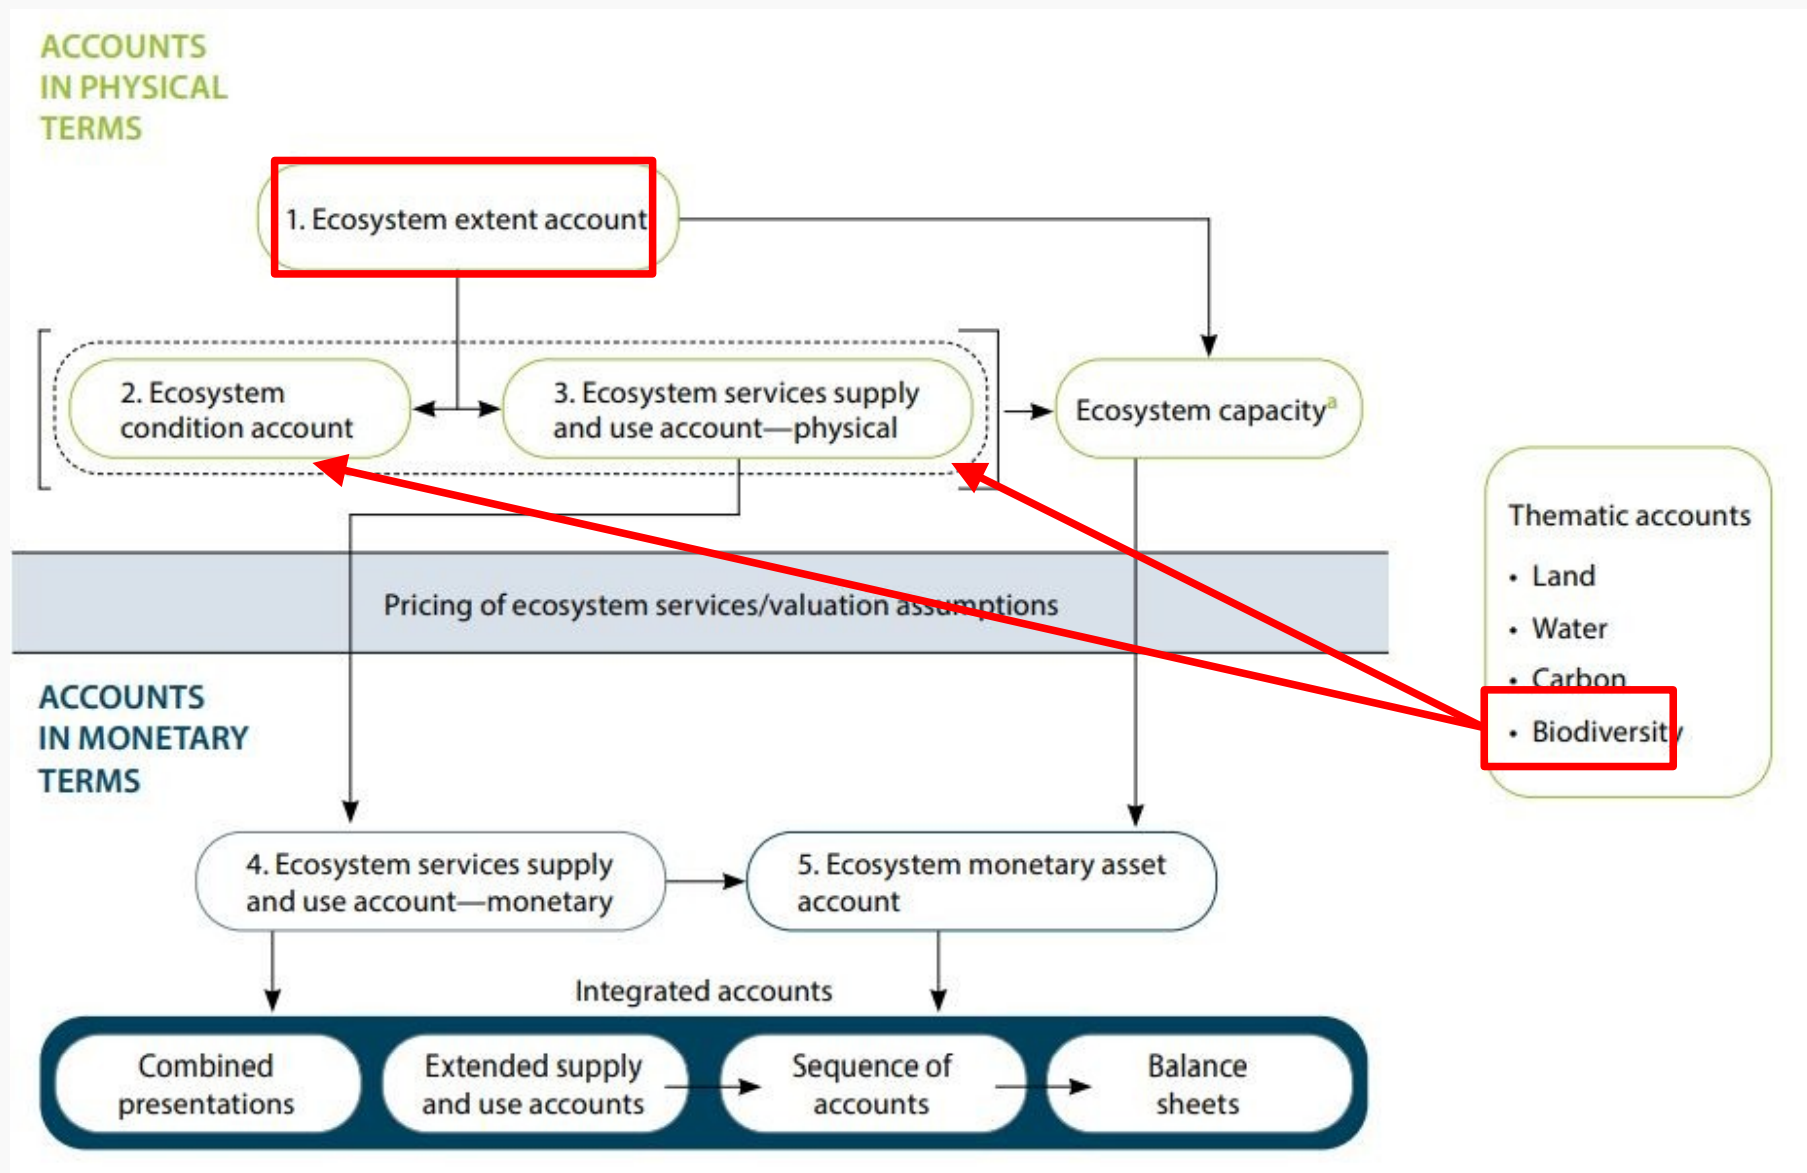 ACCOUNTS
IN PHYSICAL
TERMS
1. Ecosystem extent account
2. Ecosystem
condition account
3. Ecosystem services supply
and use account—physical
Ecosystem capacityᵃ
Thematic accounts
• Land
• Water
• Carbon
• Biodiversity
Pricing of ecosystem services/valuation assumptions
ACCOUNTS
IN MONETARY
TERMS
4. Ecosystem services supply
and use account—monetary
5. Ecosystem monetary asset
account
Integrated accounts
Combined
presentations
Extended supply
and use accounts
Sequence of
accounts
Balance
sheets